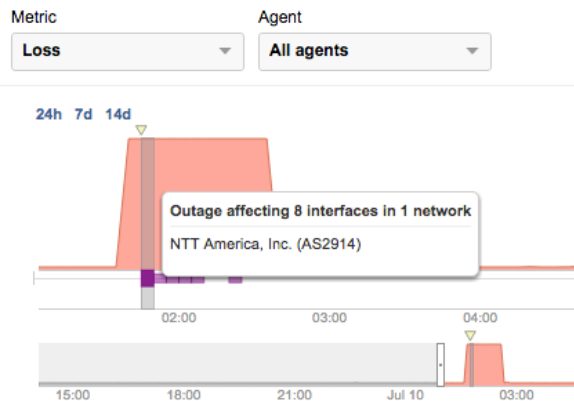 Metric
Agent
Loss
All agents
24h 7d 14d
Outage affecting 8 interfaces in 1 network
NTT America, Inc. (AS2914)
02:00 03:00 04:00
15:00 18:00 21:00 Jul 10 03:00